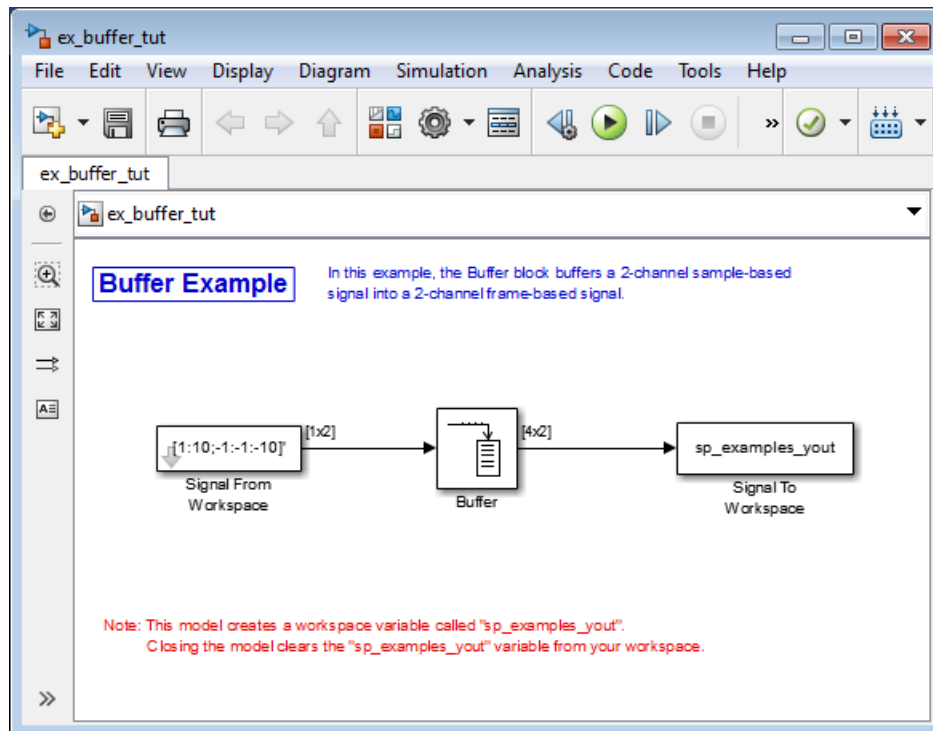 ex_buffer_tut
File Edit View Display Diagram Simulation Analysis Code Tools Help
»
ex_buffer_tut
ex_buffer_tut
Buffer Example
In this example, the Buffer block buffers a 2-channel sample-based
signal into a 2-channel frame-based signal.
[1:10;-1:-1:-10]'
[1x2]
[4x2]
sp_examples_yout
Signal From
Workspace
Buffer
Signal To
Workspace
Note: This model creates a workspace variable called "sp_examples_yout".
Closing the model clears the "sp_examples_yout" variable from your workspace.
»